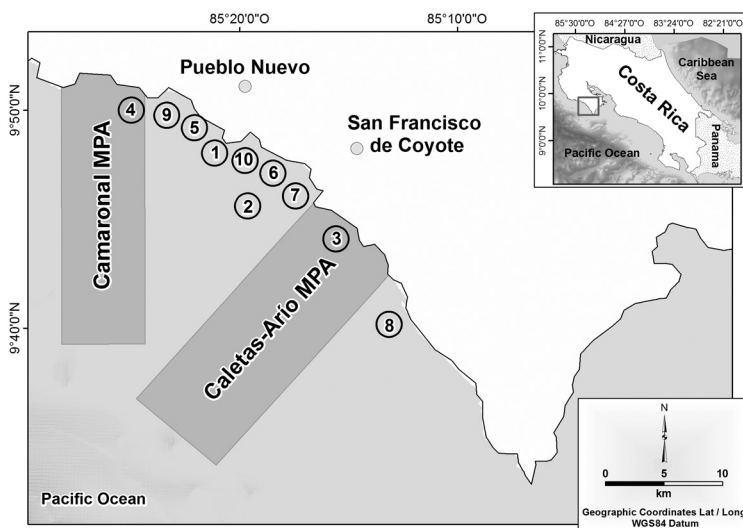 85°20'0"O
85°10'0"O
9°50'0"N
9°40'0"N
Pueblo Nuevo
San Francisco
de Coyote
Camaronal MPA
Caletas-Arío MPA
4
9
5
1
10
6
7
2
3
8
Pacific Ocean
85°30'0"O
84°27'0"O
83°24'0"O
82°21'0"O
11°1'0"N
10°0'0"N
9°0'0"N
Nicaragua
Caribbean
Sea
Costa Rica
Panama
Pacific Ocean
N
0 5 10
km
Geographic Coordinates Lat / Long
WGS84 Datum